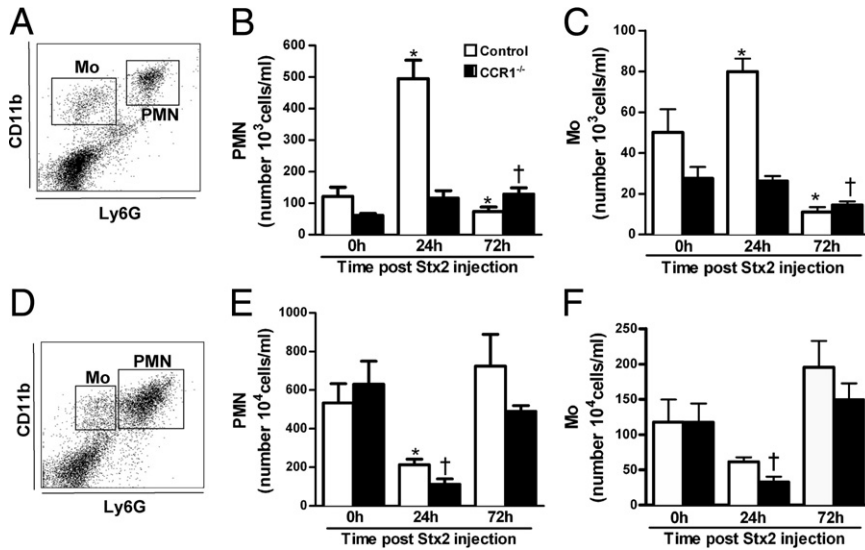 A
Mo
PMN
CD11b
Ly6G
B
600
500
400
300
200
100
0
PMN
(number 10³cells/ml)
*
*
†
Control
CCR1⁻/⁻
0h 24h 72h
Time post Stx2 injection
C
80
60
40
20
0
Mo
(number 10³cells/ml)
*
*
†
0h 24h 72h
Time post Stx2 injection
D
Mo
PMN
CD11b
Ly6G
E
1000
800
600
400
200
0
PMN
(number 10⁴cells/ml)
*
†
0h 24h 72h
Time post Stx2 injection
F
250
200
150
100
50
0
Mo
(number 10⁴cells/ml)
†
0h 24h 72h
Time post Stx2 injection